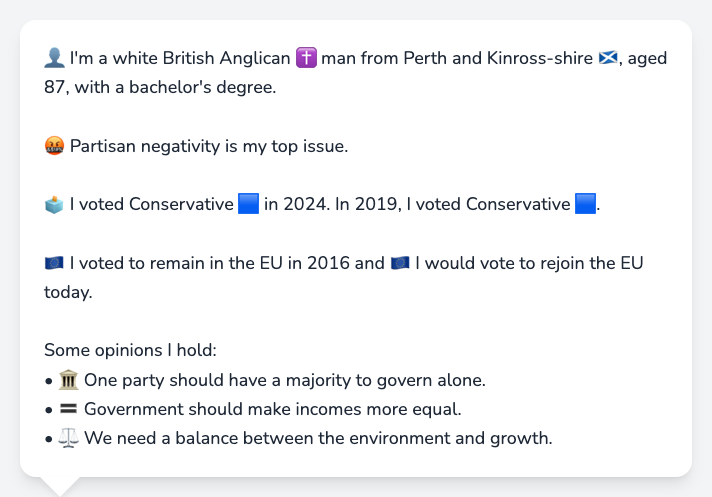 👤 I'm a white British Anglican ✝️ man from Perth and Kinross-shire 🏴󠁧󠁢󠁳󠁣󠁴󠁿, aged
87, with a bachelor's degree.
🤬 Partisan negativity is my top issue.
🗳️ I voted Conservative 🟦 in 2024. In 2019, I voted Conservative 🟦.
🇪🇺 I voted to remain in the EU in 2016 and 🇪🇺 I would vote to rejoin the EU
today.
Some opinions I hold:
• 🏛️ One party should have a majority to govern alone.
• 🟰 Government should make incomes more equal.
• ⚖️ We need a balance between the environment and growth.